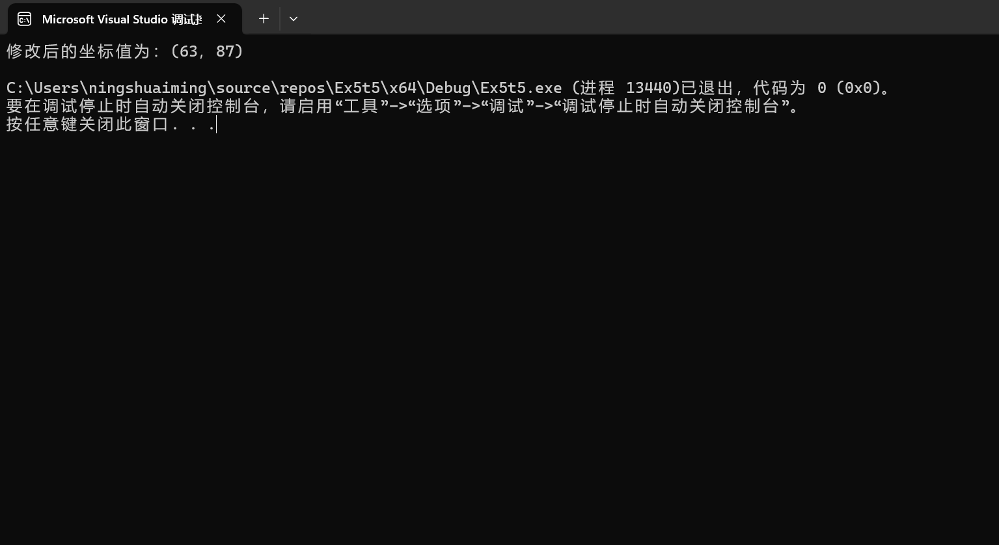 Microsoft Visual Studio 调试
修改后的坐标值为：(63, 87)
C:\Users\ningshuaiming\source\repos\Ex5t5\x64\Debug\Ex5t5.exe (进程 13440)已退出，代码为 0 (0x0)。
要在调试停止时自动关闭控制台，请启用“工具”->“选项”->“调试”->“调试停止时自动关闭控制台”。
按任意键关闭此窗口. . .